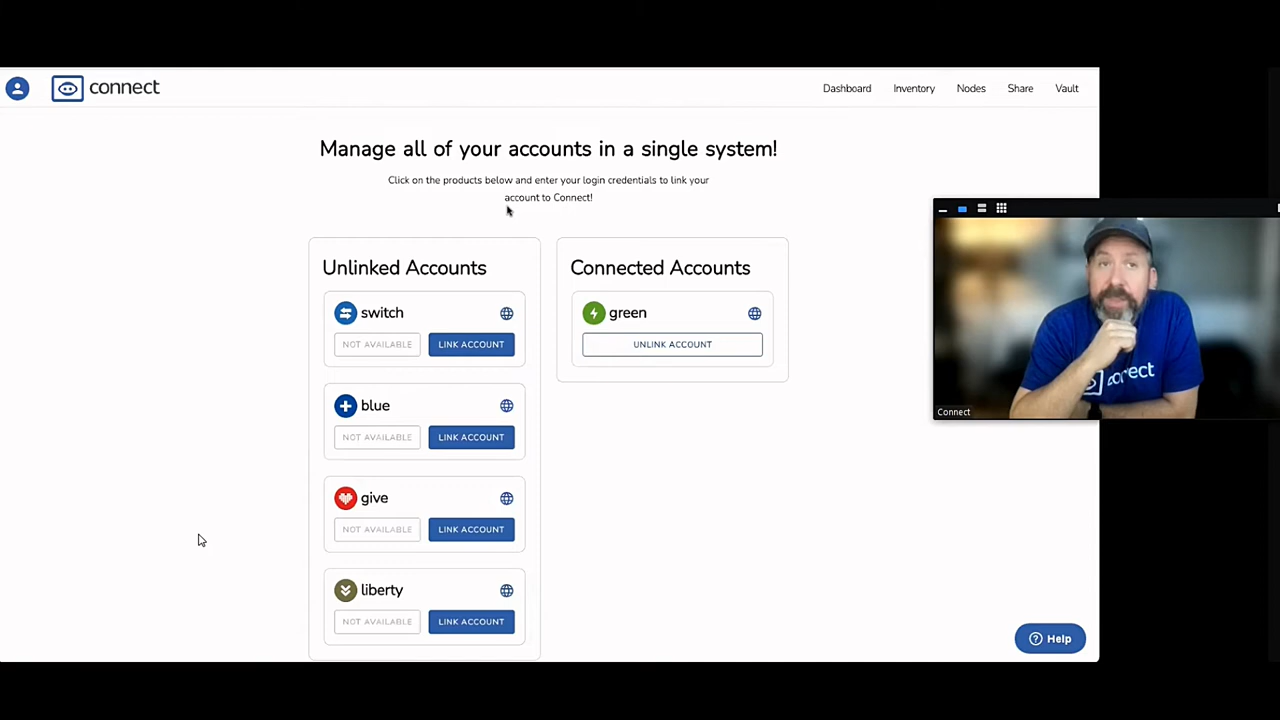 connect
Dashboard
Inventory
Nodes
Share
Vault
Manage all of your accounts in a single system!
Click on the products below and enter your login credentials to link your
account to Connect!
Unlinked Accounts
switch
NOT AVAILABLE
LINK ACCOUNT
blue
NOT AVAILABLE
LINK ACCOUNT
give
NOT AVAILABLE
LINK ACCOUNT
liberty
NOT AVAILABLE
LINK ACCOUNT
Connected Accounts
green
UNLINK ACCOUNT
connect
Connect
Help